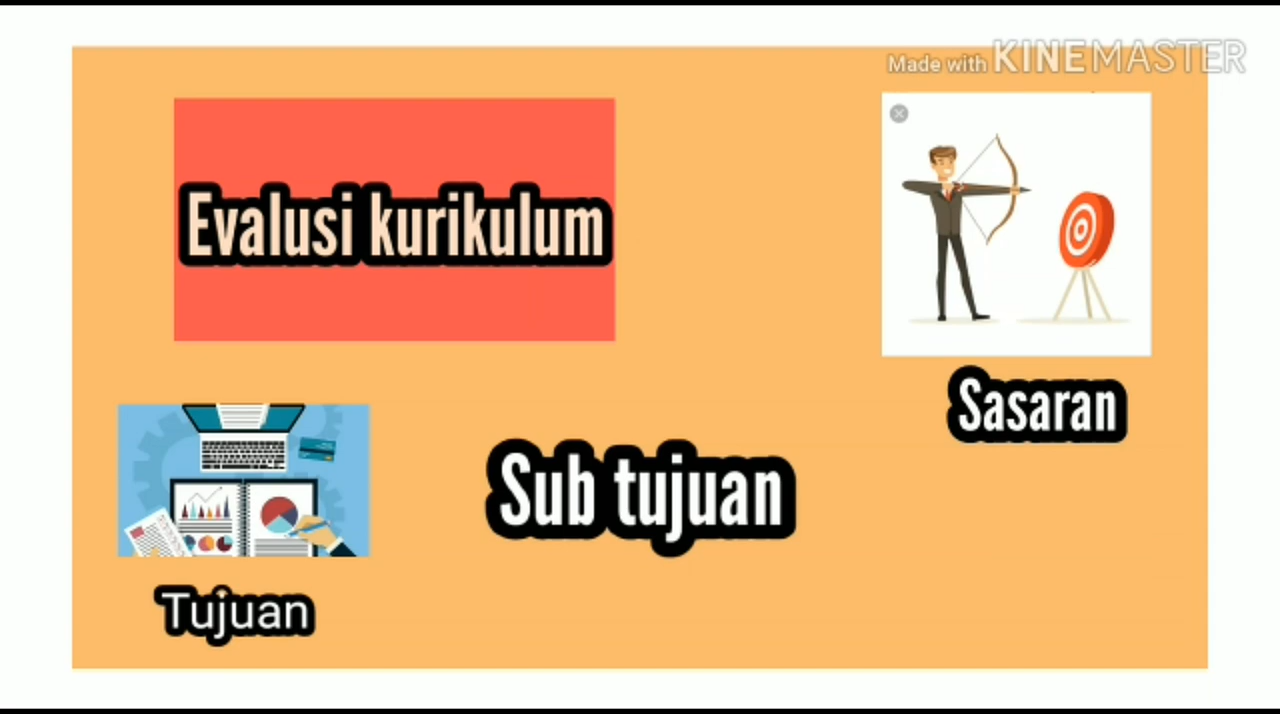 Made with KINEMASTER
Evalusi kurikulum
Sasaran
Sub tujuan
Tujuan